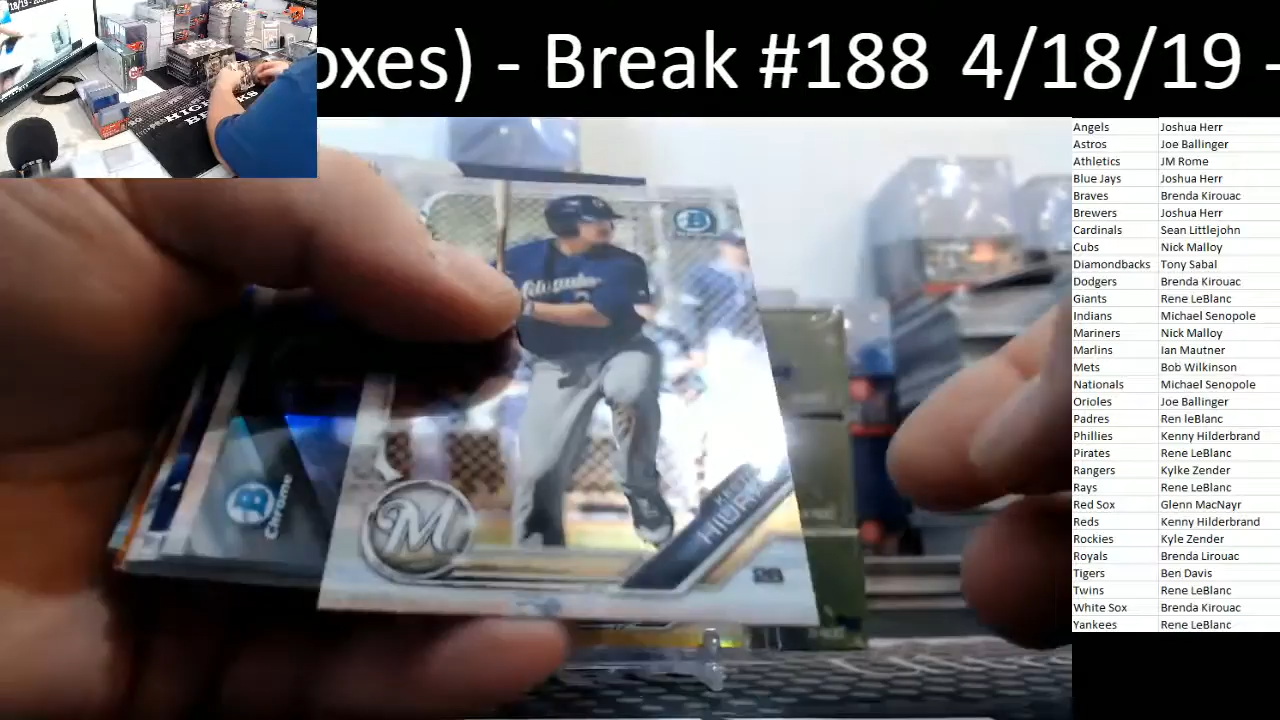 oxes) - Break #188 4/18/19 -
/18/19 -
Angels Joshua Herr
Astros Joe Ballinger
Athletics JM Rome
Blue Jays Joshua Herr
Braves Brenda Kirouac
Brewers Joshua Herr
Cardinals Sean Littlejohn
Cubs Nick Malloy
Diamondbacks Tony Sabal
Dodgers Brenda Kirouac
Giants Rene LeBlanc
Indians Michael Senopole
Mariners Nick Malloy
Marlins Ian Mautner
Mets Bob Wilkinson
Nationals Michael Senopole
Orioles Joe Ballinger
Padres Ren leBlanc
Phillies Kenny Hilderbrand
Pirates Rene LeBlanc
Rangers Kylke Zender
Rays Rene LeBlanc
Red Sox Glenn MacNayr
Reds Kenny Hilderbrand
Rockies Kyle Zender
Royals Brenda Lirouac
Tigers Ben Davis
Twins Rene LeBlanc
White Sox Brenda Kirouac
Yankees Rene LeBlanc
B
M
HIURA
2B
B
Chrome